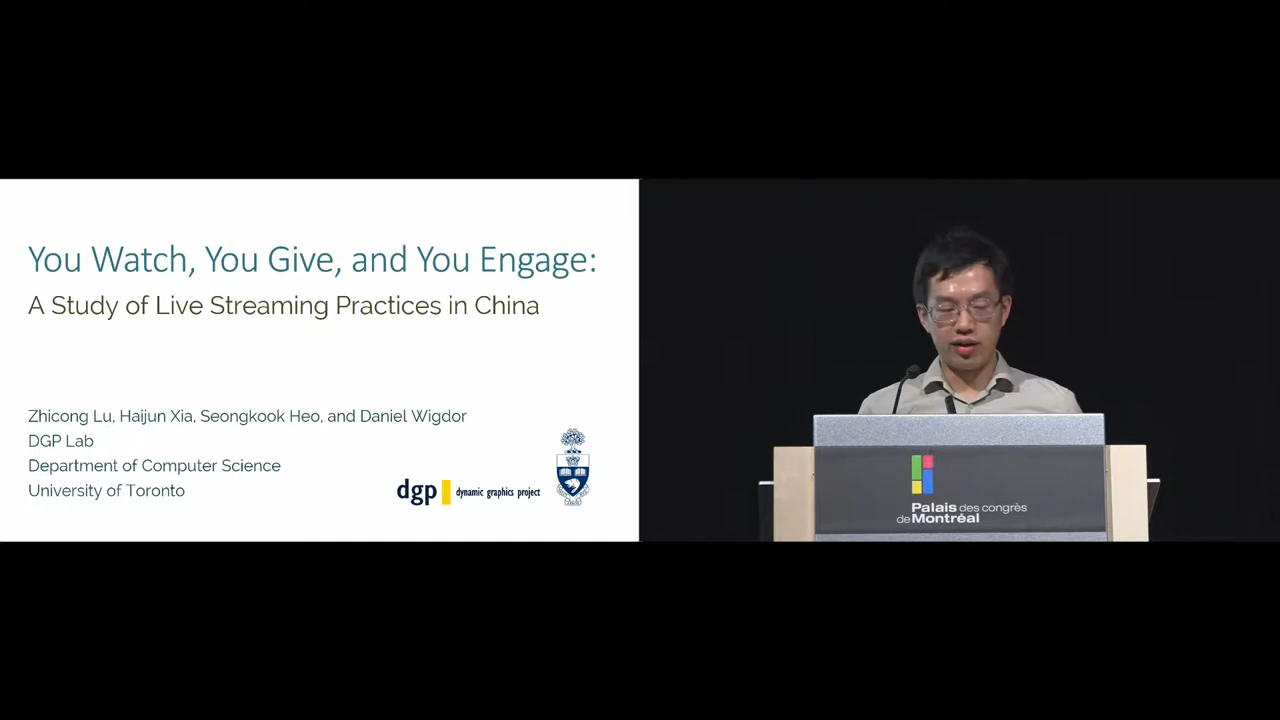 You Watch, You Give, and You Engage:
A Study of Live Streaming Practices in China
Zhicong Lu, Haijun Xia, Seongkook Heo, and Daniel Wigdor
DGP Lab
Department of Computer Science
University of Toronto
dgp dynamic graphics project
Palais des congrès
de Montréal